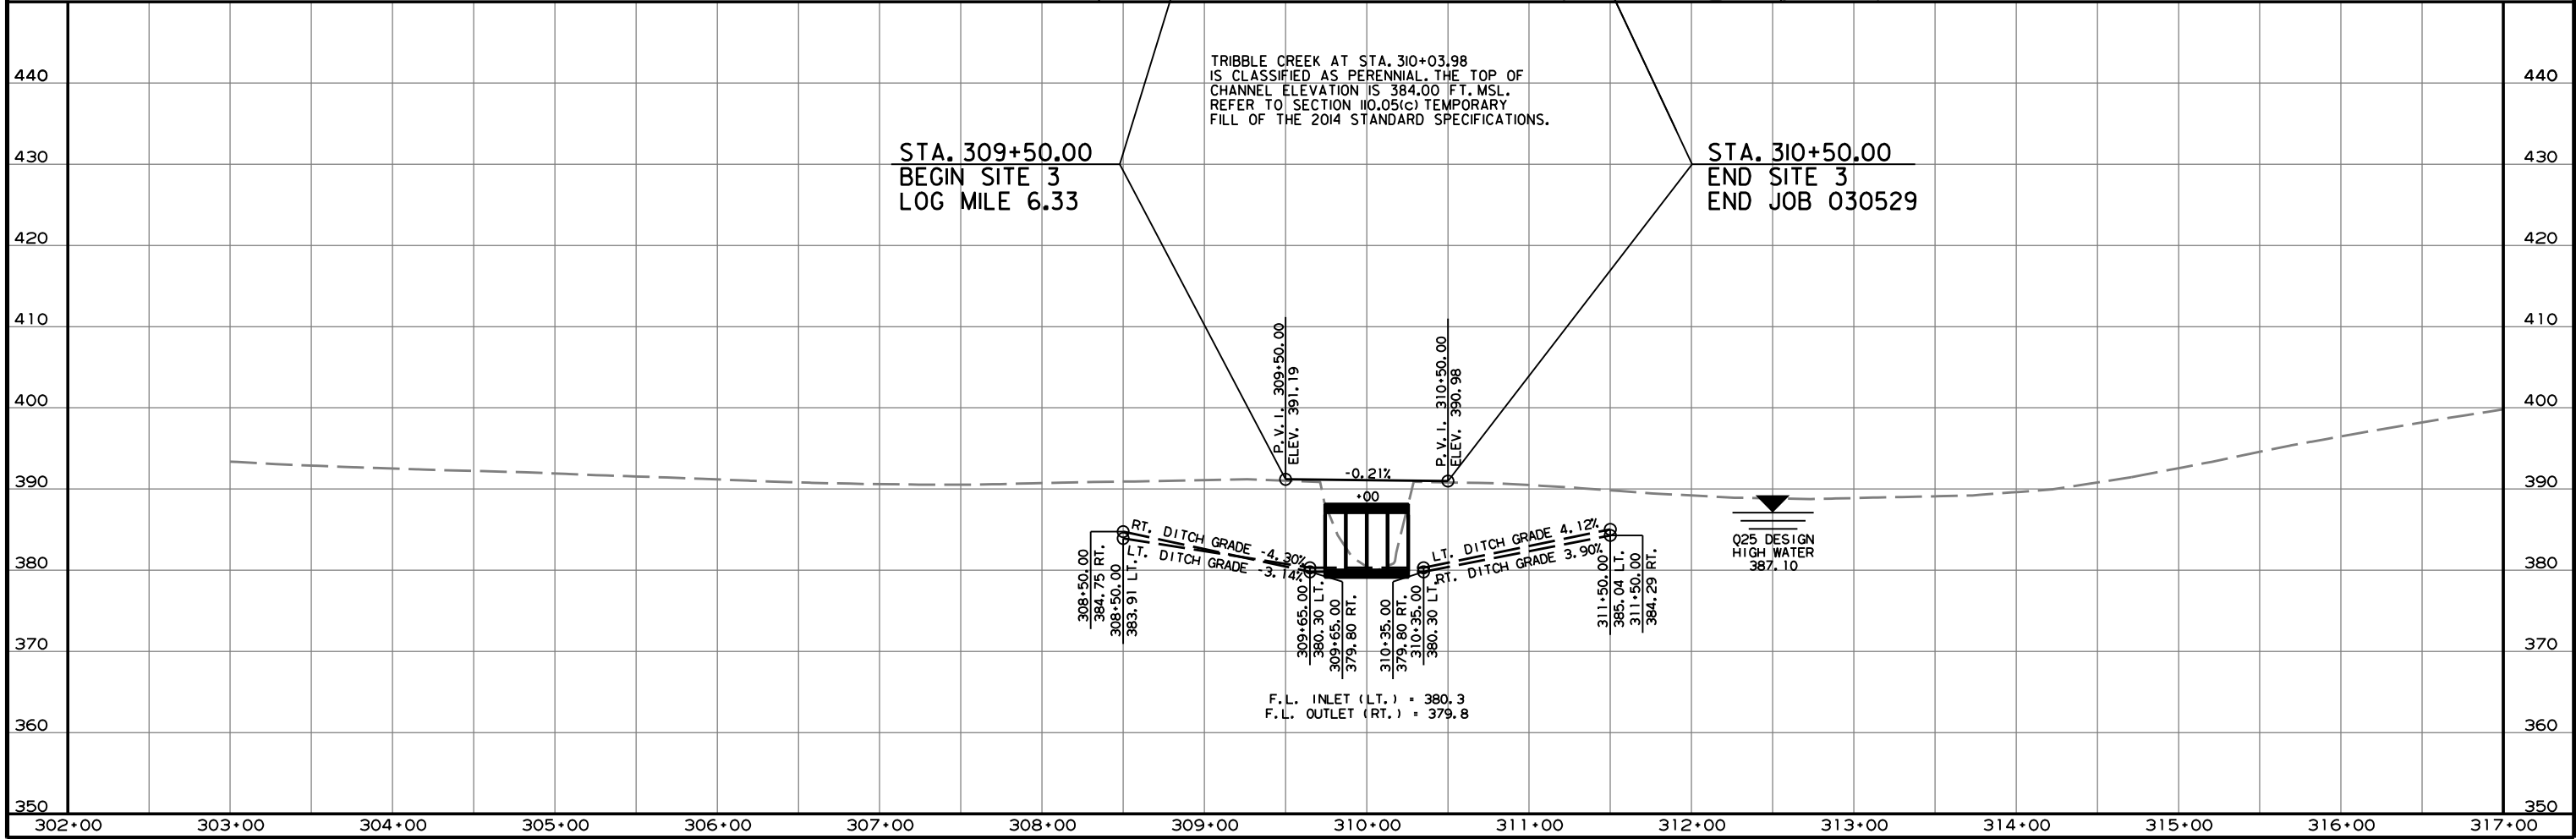 TRIBBLE CREEK AT STA. 310+03.98
IS CLASSIFIED AS PERENNIAL. THE TOP OF
CHANNEL ELEVATION IS 384.00 FT. MSL.
REFER TO SECTION 110.05(c) TEMPORARY
FILL OF THE 2014 STANDARD SPECIFICATIONS.
STA. 309+50.00
BEGIN SITE 3
LOG MILE 6.33
STA. 310+50.00
END SITE 3
END JOB 030529
440
430
420
410
400
390
380
370
360
350
440
430
420
410
400
390
380
370
360
350
P.V.I. 309+50.00
ELEV. 391.19
P.V.I. 310+50.00
ELEV. 390.98
-0.21%
+00
RT. DITCH GRADE -4.30%
LT. DITCH GRADE -3.14%
LT. DITCH GRADE 4.12%
RT. DITCH GRADE 3.90%
308+50.00
384.75 RT.
308+50.00
383.91 LT.
309+65.00
380.30 LT.
309+65.00
379.80 RT.
310+35.00
379.80 RT.
310+35.00
380.30 LT.
311+50.00
385.04 LT.
311+50.00
384.29 RT.
Q25 DESIGN
HIGH WATER
387.10
F.L. INLET (LT.) = 380.3
F.L. OUTLET (RT.) = 379.8
302+00 303+00 304+00 305+00 306+00 307+00 308+00 309+00 310+00 311+00 312+00 313+00 314+00 315+00 316+00 317+00